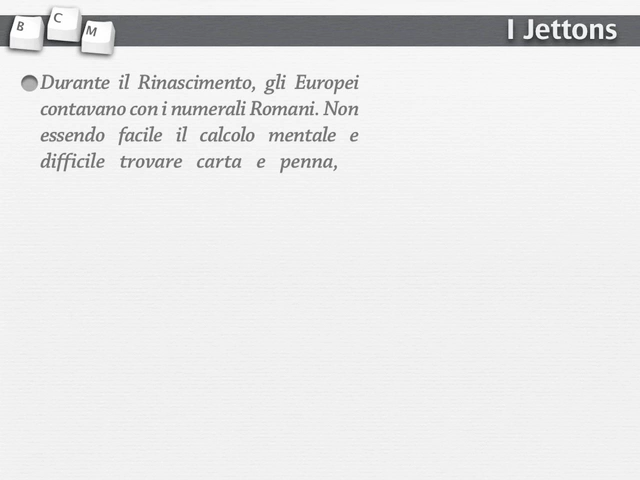 B C M
I Jettons
Durante il Rinascimento, gli Europei
contavano con i numerali Romani. Non
essendo facile il calcolo mentale e
difficile trovare carta e penna,